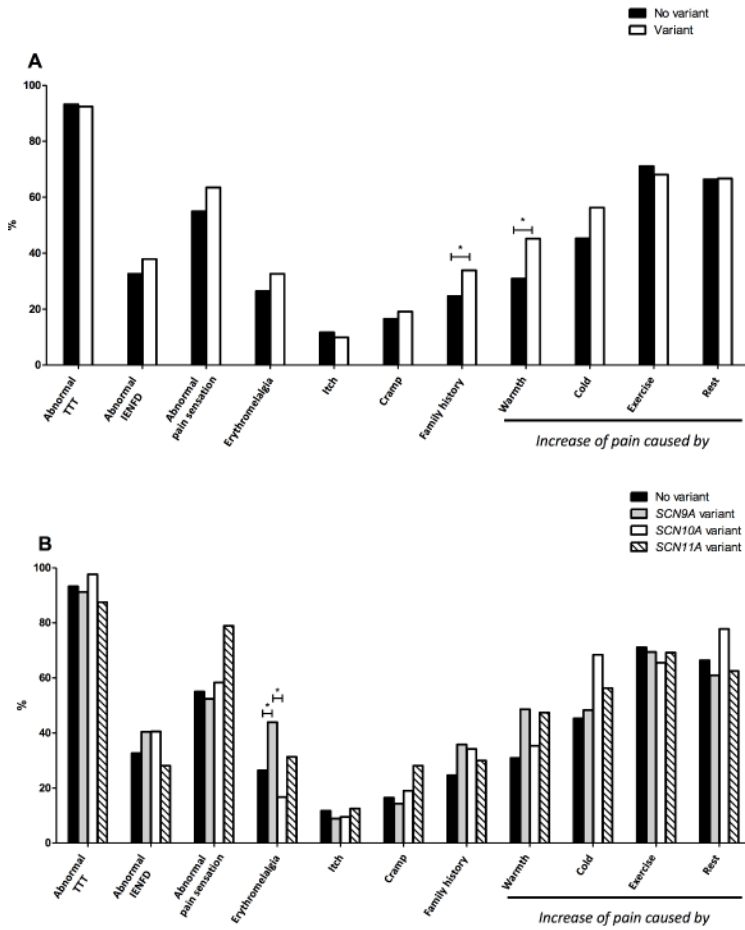 No variant
Variant
A
100
80
60
40
20
0
%
*
*
Abnormal
TTT
Abnormal
IENFD
Abnormal
pain sensation
Erythromelalgia
Itch
Cramp
Family history
Warmth
Cold
Exercise
Rest
Increase of pain caused by
No variant
SCN9A variant
SCN10A variant
SCN11A variant
B
100
80
60
40
20
0
%
*
*
Abnormal
TTT
Abnormal
IENFD
Abnormal
pain sensation
Erythromelalgia
Itch
Cramp
Family history
Warmth
Cold
Exercise
Rest
Increase of pain caused by